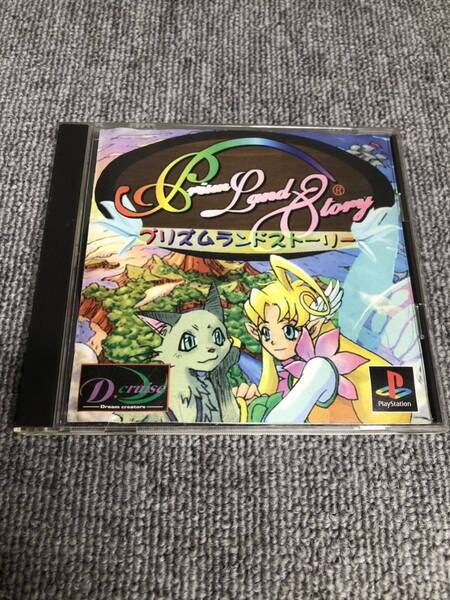 Prism Land Story®
プリズムランドストーリー
D.cruise
Dream creators
PlayStation